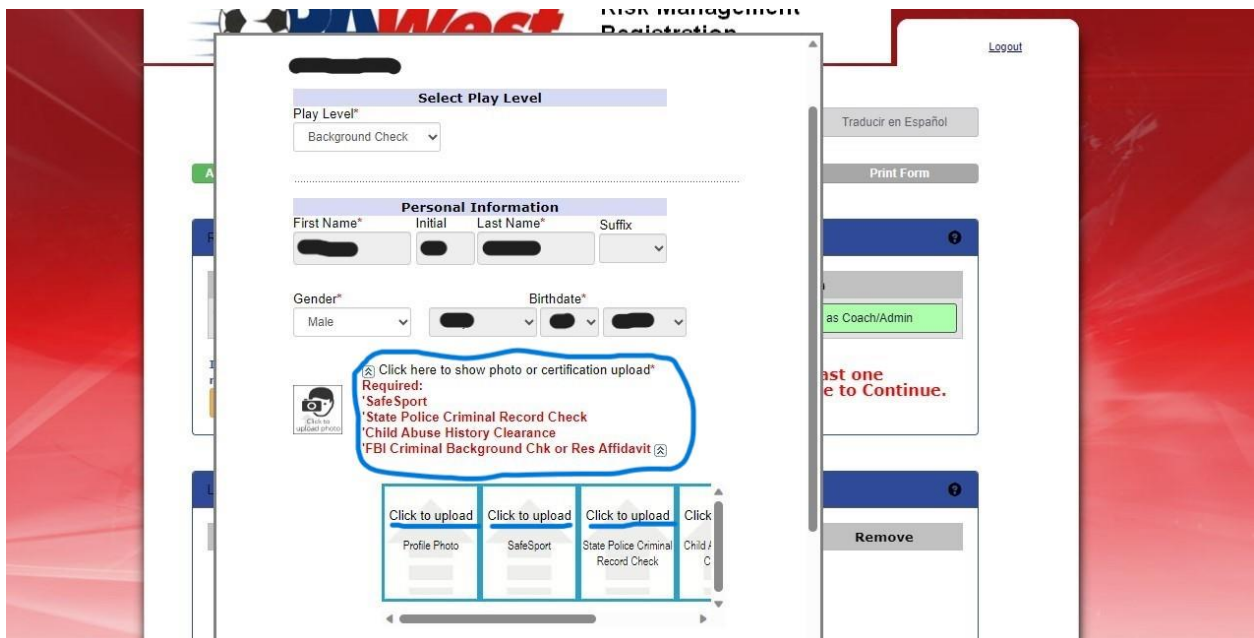 PAWest
Risk Management
Registration
Logout
Select Play Level
Play Level*
Background Check
Traducir en Español
A
Print Form
Personal Information
First Name*
Initial
Last Name*
Suffix
Gender*
Birthdate*
Male
as Coach/Admin
Click here to show photo or certification upload*
Required:
'SafeSport
'State Police Criminal Record Check
'Child Abuse History Clearance
'FBI Criminal Background Chk or Res Affidavit
Click to
upload photo
ast one
e to Continue.
Click to upload
Profile Photo
Click to upload
SafeSport
Click to upload
State Police Criminal
Record Check
Click
Child A
C
L
Remove